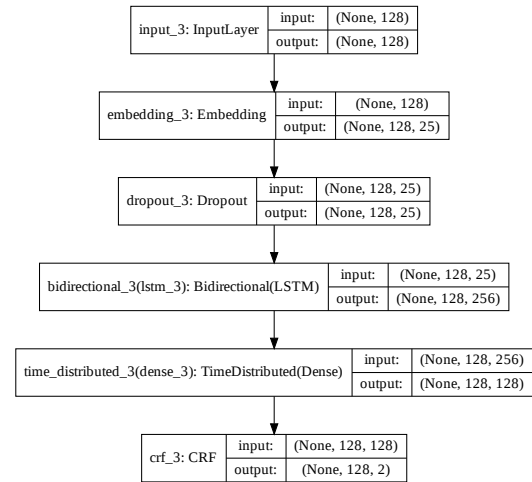 input_3: InputLayer
input: (None, 128)
output: (None, 128)
embedding_3: Embedding
input: (None, 128)
output: (None, 128, 25)
dropout_3: Dropout
input: (None, 128, 25)
output: (None, 128, 25)
bidirectional_3(lstm_3): Bidirectional(LSTM)
input: (None, 128, 25)
output: (None, 128, 256)
time_distributed_3(dense_3): TimeDistributed(Dense)
input: (None, 128, 256)
output: (None, 128, 128)
crf_3: CRF
input: (None, 128, 128)
output: (None, 128, 2)